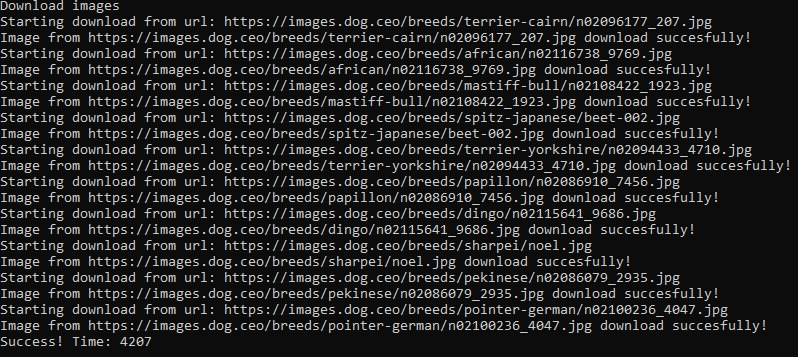 Download images
Starting download from url: https://images.dog.ceo/breeds/terrier-cairn/n02096177_207.jpg
Image from https://images.dog.ceo/breeds/terrier-cairn/n02096177_207.jpg download succesfully!
Starting download from url: https://images.dog.ceo/breeds/african/n02116738_9769.jpg
Image from https://images.dog.ceo/breeds/african/n02116738_9769.jpg download succesfully!
Starting download from url: https://images.dog.ceo/breeds/mastiff-bull/n02108422_1923.jpg
Image from https://images.dog.ceo/breeds/mastiff-bull/n02108422_1923.jpg download succesfully!
Starting download from url: https://images.dog.ceo/breeds/spitz-japanese/beet-002.jpg
Image from https://images.dog.ceo/breeds/spitz-japanese/beet-002.jpg download succesfully!
Starting download from url: https://images.dog.ceo/breeds/terrier-yorkshire/n02094433_4710.jpg
Image from https://images.dog.ceo/breeds/terrier-yorkshire/n02094433_4710.jpg download succesfully!
Starting download from url: https://images.dog.ceo/breeds/papillon/n02086910_7456.jpg
Image from https://images.dog.ceo/breeds/papillon/n02086910_7456.jpg download succesfully!
Starting download from url: https://images.dog.ceo/breeds/dingo/n02115641_9686.jpg
Image from https://images.dog.ceo/breeds/dingo/n02115641_9686.jpg download succesfully!
Starting download from url: https://images.dog.ceo/breeds/sharpei/noel.jpg
Image from https://images.dog.ceo/breeds/sharpei/noel.jpg download succesfully!
Starting download from url: https://images.dog.ceo/breeds/pekinese/n02086079_2935.jpg
Image from https://images.dog.ceo/breeds/pekinese/n02086079_2935.jpg download succesfully!
Starting download from url: https://images.dog.ceo/breeds/pointer-german/n02100236_4047.jpg
Image from https://images.dog.ceo/breeds/pointer-german/n02100236_4047.jpg download succesfully!
Success! Time: 4207